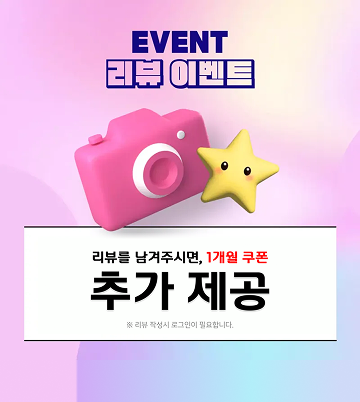 EVENT
리뷰 이벤트
리뷰를 남겨주시면, 1개월 쿠폰
추가 제공
※ 리뷰 작성시 로그인이 필요합니다.